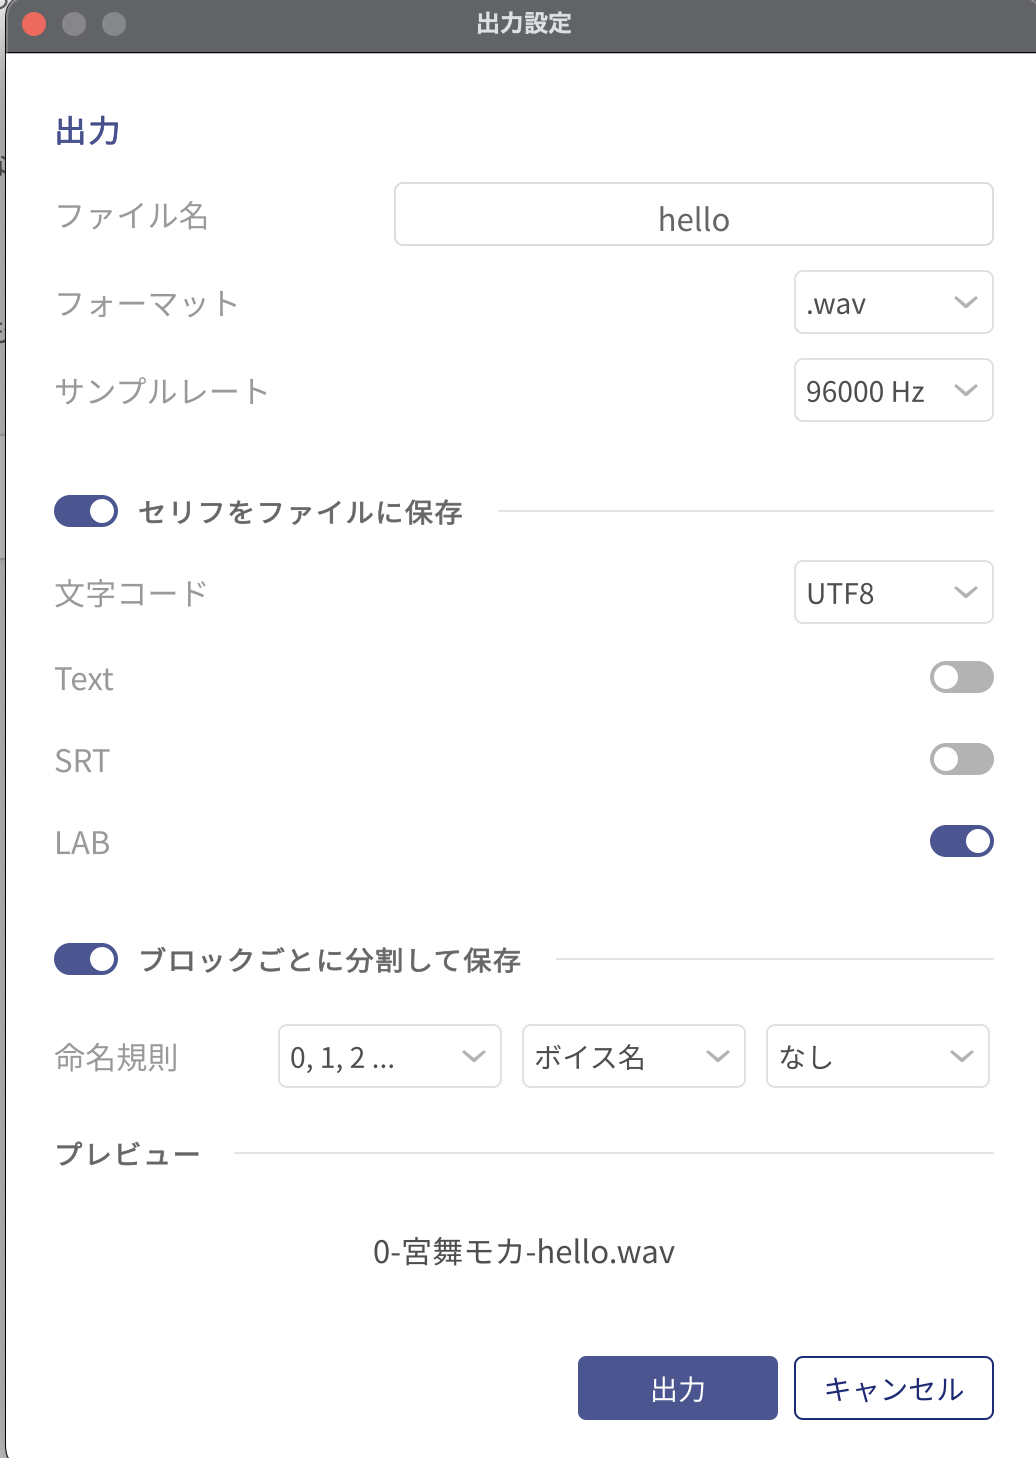 出力設定
出力
ファイル名 hello
フォーマット .wav
サンプルレート 96000 Hz
セリフをファイルに保存
文字コード UTF8
Text
SRT
LAB
ブロックごとに分割して保存
命名規則 0, 1, 2 ... ボイス名 なし
プレビュー
0-宮舞モカ-hello.wav
出力 キャンセル